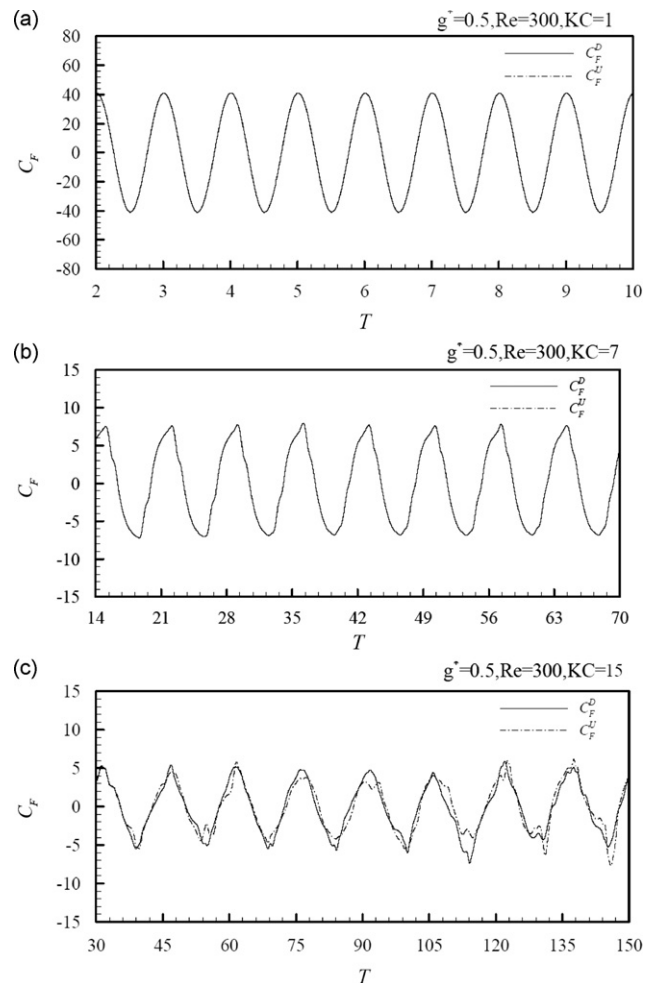 (a)
g*=0.5,Re=300,KC=1
C_F^D
C_F^U
80
60
40
20
0
-20
-40
-60
-80
C_F
2 3 4 5 6 7 8 9 10
T
(b)
g*=0.5,Re=300,KC=7
C_F^D
C_F^U
15
10
5
0
-5
-10
-15
C_F
14 21 28 35 42 49 56 63 70
T
(c)
g*=0.5,Re=300,KC=15
C_F^D
C_F^U
15
10
5
0
-5
-10
-15
C_F
30 45 60 75 90 105 120 135 150
T